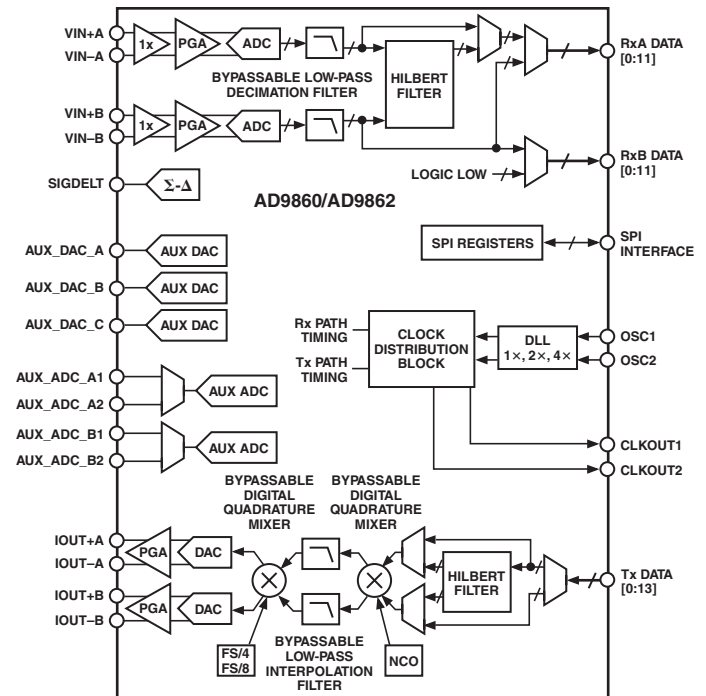 VIN+A
VIN–A
1x
PGA
ADC
BYPASSABLE LOW-PASS
DECIMATION FILTER
HILBERT
FILTER
RxA DATA
[0:11]
VIN+B
VIN–B
1x
PGA
ADC
LOGIC LOW
RxB DATA
[0:11]
SIGDELT
Σ-Δ
AD9860/AD9862
SPI REGISTERS
SPI
INTERFACE
AUX_DAC_A
AUX DAC
AUX_DAC_B
AUX DAC
AUX_DAC_C
AUX DAC
Rx PATH
TIMING
Tx PATH
TIMING
CLOCK
DISTRIBUTION
BLOCK
DLL
1×, 2×, 4×
OSC1
OSC2
AUX_ADC_A1
AUX_ADC_A2
AUX ADC
AUX_ADC_B1
AUX_ADC_B2
AUX ADC
CLKOUT1
CLKOUT2
BYPASSABLE
DIGITAL
QUADRATURE
MIXER
BYPASSABLE
DIGITAL
QUADRATURE
MIXER
IOUT+A
IOUT–A
PGA
DAC
IOUT+B
IOUT–B
PGA
DAC
HILBERT
FILTER
Tx DATA
[0:13]
FS/4
FS/8
BYPASSABLE
LOW-PASS
INTERPOLATION
FILTER
NCO